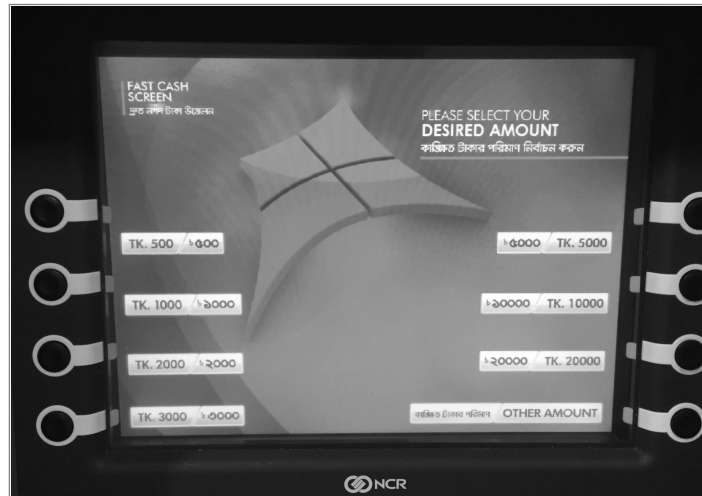 FAST CASH
SCREEN
দ্রুত নগদ টাকা উত্তোলন
PLEASE SELECT YOUR
DESIRED AMOUNT
কাঙ্ক্ষিত টাকার পরিমাণ নির্বাচন করুন
TK. 500 ৳ ৫০০
৳ ৫০০০ TK. 5000
TK. 1000 ৳ ১০০০
৳ ১০০০০ TK. 10000
TK. 2000 ৳ ২০০০
৳ ২০০০০ TK. 20000
TK. 3000 ৳ ৩০০০
কাঙ্ক্ষিত টাকার পরিমাণ OTHER AMOUNT
NCR